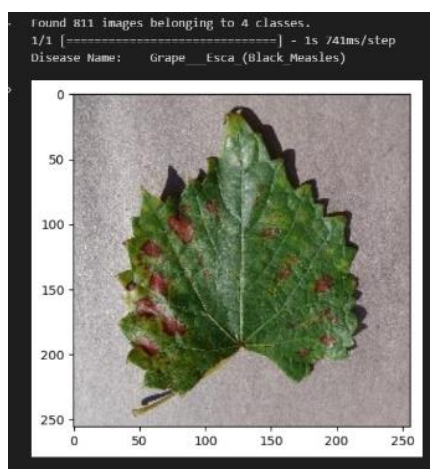 Found 811 images belonging to 4 classes.
1/1 [==============================] - 1s 741ms/step
Disease Name:    Grape___Esca_(Black_Measles)
0
50
100
150
200
250
0 50 100 150 200 250